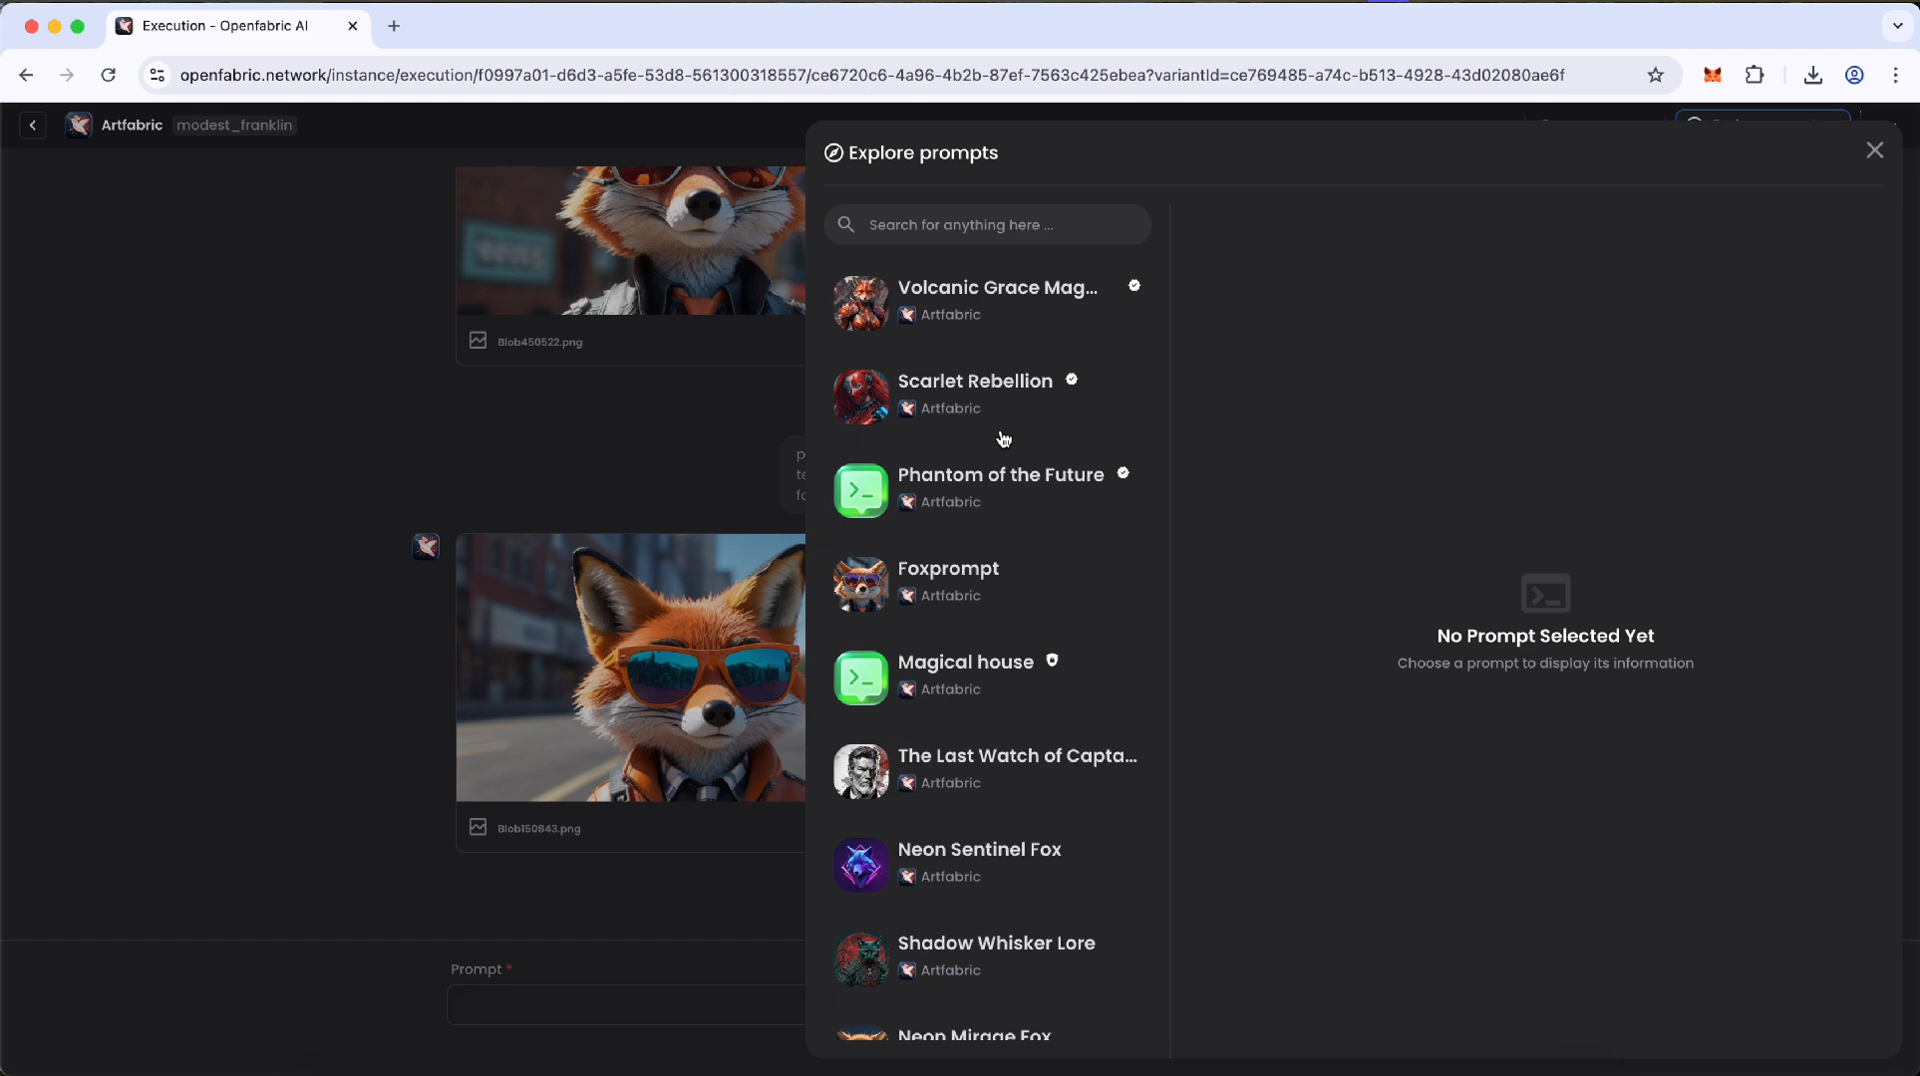 Execution - Openfabric AI
openfabric.network/instance/execution/f0997a01-d6d3-a5fe-53d8-561300318557/ce6720c6-4a96-4b2b-87ef-7563c425ebea?variantId=ce769485-a74c-b513-4928-43d02080ae6f
Artfabric modest_franklin
Blob450522.png
Blob150843.png
Prompt *
Explore prompts
Search for anything here ...
Volcanic Grace Mag...
Artfabric
Scarlet Rebellion
Artfabric
Phantom of the Future
Artfabric
Foxprompt
Artfabric
Magical house
Artfabric
The Last Watch of Capta...
Artfabric
Neon Sentinel Fox
Artfabric
Shadow Whisker Lore
Artfabric
Neon Mirage Fox
No Prompt Selected Yet
Choose a prompt to display its information